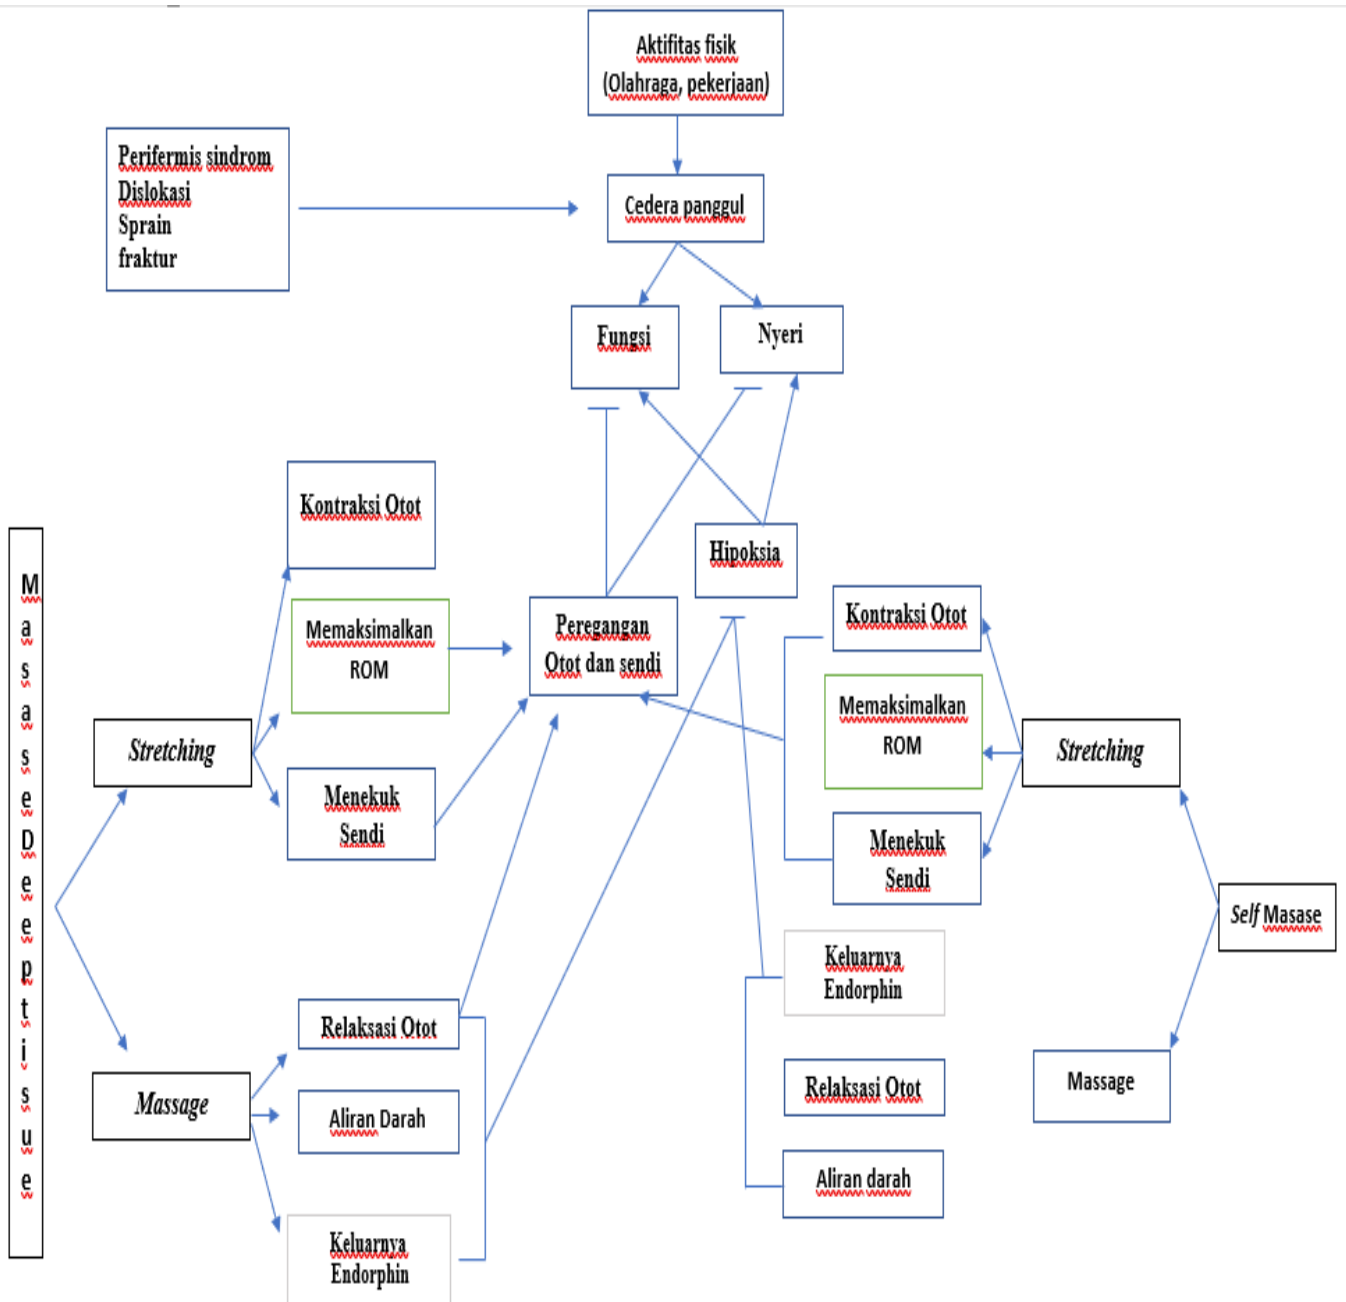 Aktifitas fisik
(Olahraga, pekerjaan)
Perifermis sindrom
Dislokasi
Sprain
fraktur
Cedera panggul
Fungsi
Nyeri
Kontraksi Otot
Hipoksia
Memaksimalkan
ROM
Peregangan
Otot dan sendi
Kontraksi Otot
Memaksimalkan
ROM
Stretching
Stretching
Menekuk
Sendi
Menekuk
Sendi
M
a
s
a
s
e
D
e
e
p
t
i
s
u
e
Self Masase
Keluarnya
Endorphin
Relaksasi Otot
Massage
Relaksasi Otot
Massage
Aliran Darah
Aliran darah
Keluarnya
Endorphin